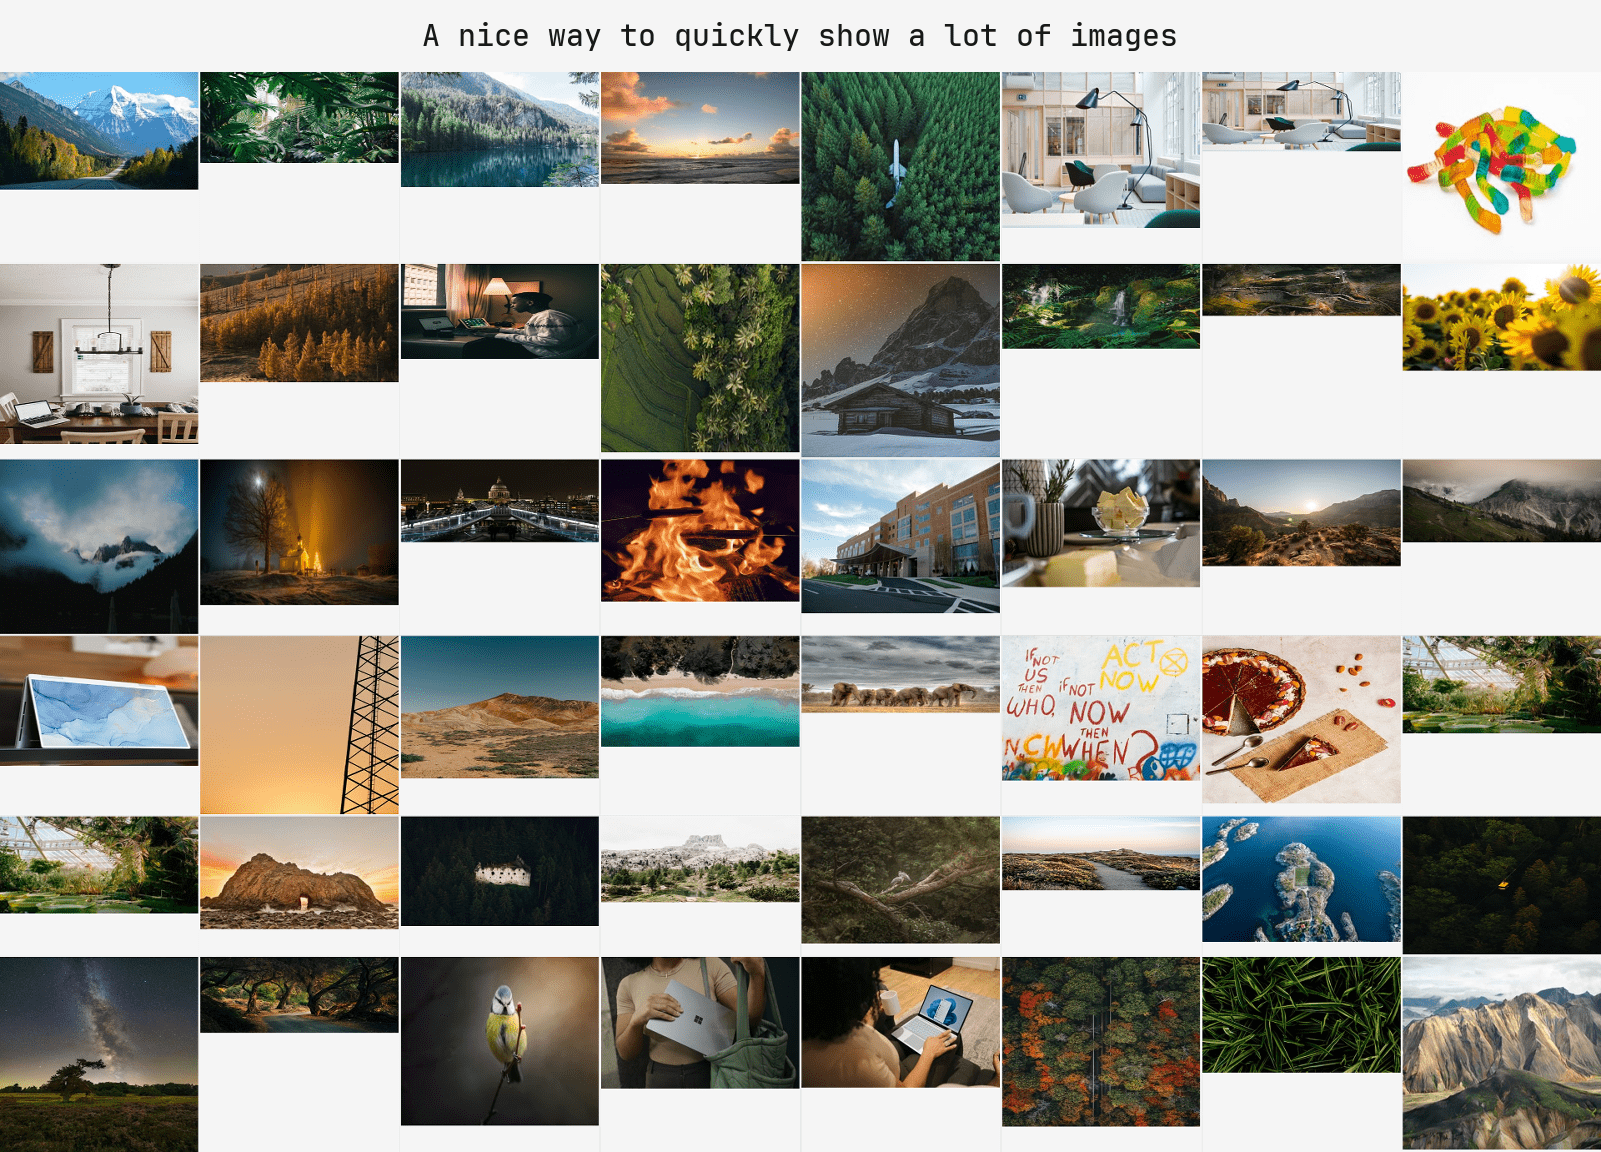 A nice way to quickly show a lot of images
IF NOT
US
THEN
WHO,
IF NOT
NOW
THEN
WHEN?
ACT
NOW